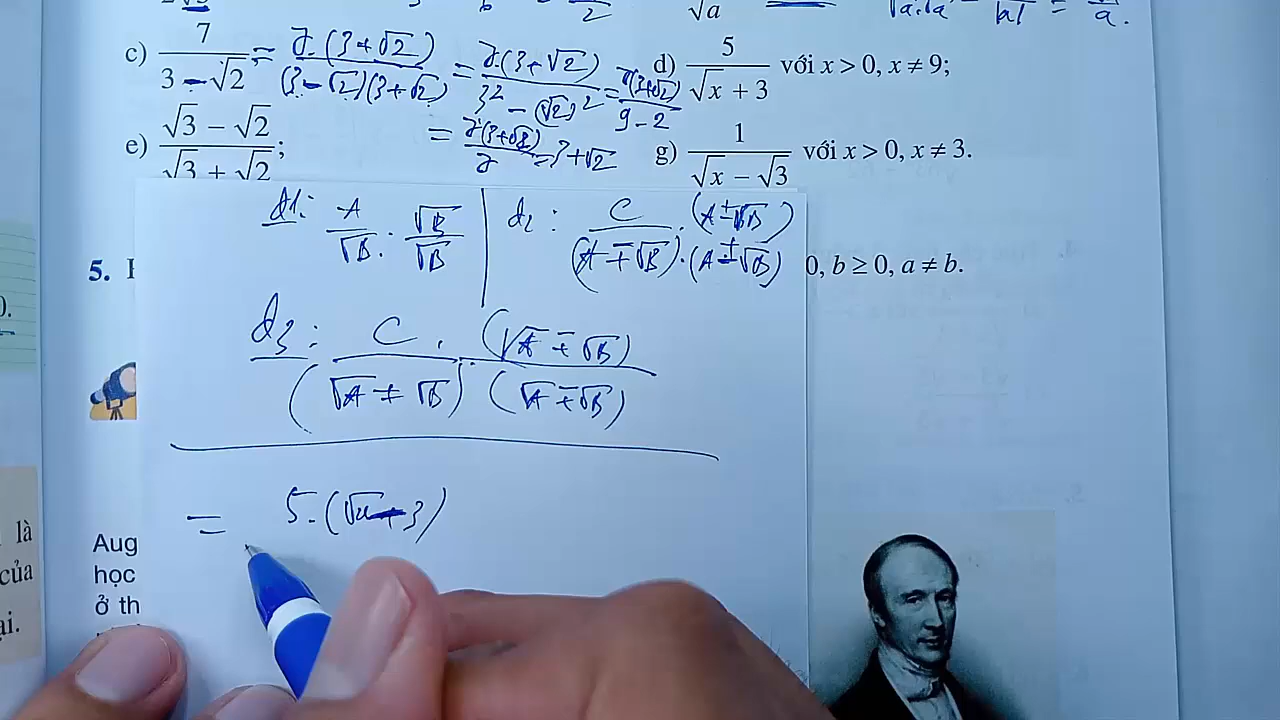 √a √a.√a = |a| = a.
c) 7/(3 - √2) = 7.(3+√2)/((3-√2)(3+√2)) = 7.(3+√2)/(3² - (√2)²) = 7(3+√2)/(9-2) d) 5/(√x + 3) với x > 0, x ≠ 9;
= 7(3+√2)/7 = 3+√2
e) (√3 − √2)/(√3 + √2); g) 1/(√x − √3) với x > 0, x ≠ 3.
d1: A/√B . √B/√B d2: C/(A∓√B) . (A±√B)/(A±√B)
5. 0, b ≥ 0, a ≠ b.
d3: C/(√A ± √B) . (√A ∓ √B)/(√A ∓ √B)
= 5.(√x-3)
là
Aug
của
học
ở th
ại.